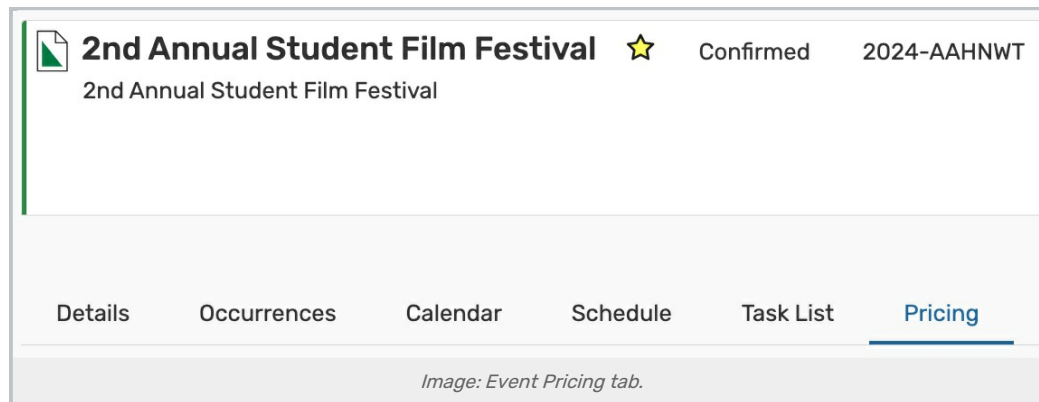 2nd Annual Student Film Festival Confirmed 2024-AAHNWT
2nd Annual Student Film Festival
Details Occurrences Calendar Schedule Task List Pricing
Image: Event Pricing tab.